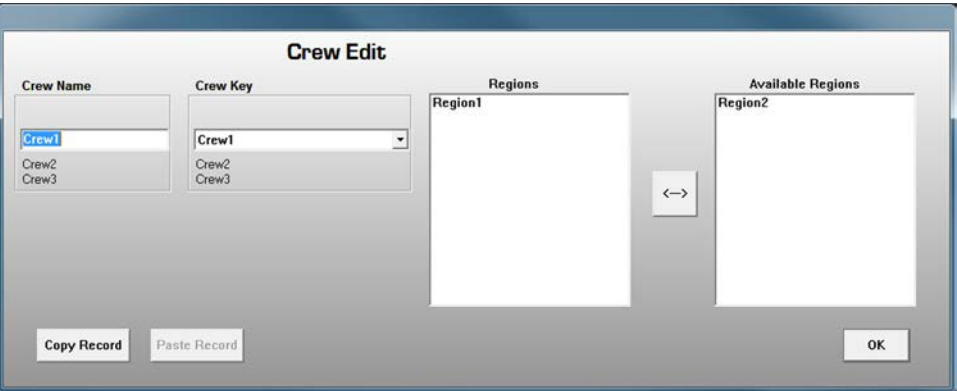 Crew Edit
Crew Name
Crew Key
Regions
Available Regions
Crew1
Crew2
Crew3
Crew1
Crew2
Crew3
Region1
<--->
Region2
Copy Record
Paste Record
OK